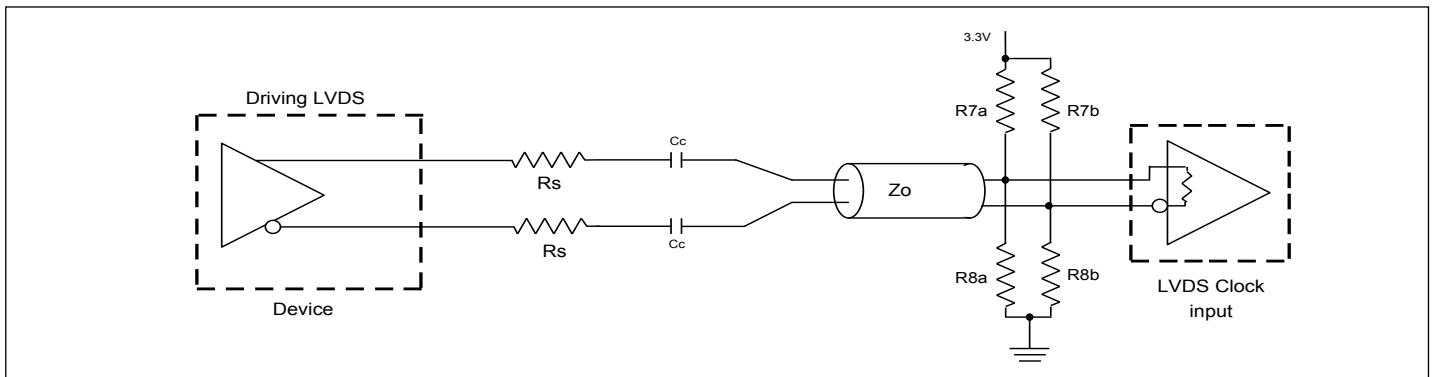 3.3V
Driving LVDS
R7a
R7b
Cc
Rs
Zo
Rs
Cc
R8a
R8b
LVDS Clock
input
Device